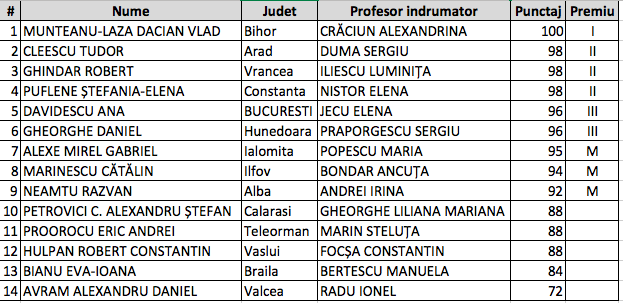 # Nume Judet Profesor indrumator Punctaj Premiu
1 MUNTEANU-LAZA DACIAN VLAD Bihor CRĂCIUN ALEXANDRINA 100 I
2 CLEESCU TUDOR Arad DUMA SERGIU 98 II
3 GHINDAR ROBERT Vrancea ILIESCU LUMINIȚA 98 II
4 PUFLENE ŞTEFANIA-ELENA Constanta NISTOR ELENA 98 II
5 DAVIDESCU ANA BUCURESTI JECU ELENA 96 III
6 GHEORGHE DANIEL Hunedoara PRAPORGESCU SERGIU 96 III
7 ALEXE MIREL GABRIEL Ialomita POPESCU MARIA 95 M
8 MARINESCU CĂTĂLIN Ilfov BONDAR ANCUȚA 94 M
9 NEAMTU RAZVAN Alba ANDREI IRINA 92 M
10 PETROVICI C. ALEXANDRU ŞTEFAN Calarasi GHEORGHE LILIANA MARIANA 88
11 PROOROCU ERIC ANDREI Teleorman MARIN STELUȚA 88
12 HULPAN ROBERT CONSTANTIN Vaslui FOCȘA CONSTANTIN 88
13 BIANU EVA-IOANA Braila BERTESCU MANUELA 84
14 AVRAM ALEXANDRU DANIEL Valcea RADU IONEL 72